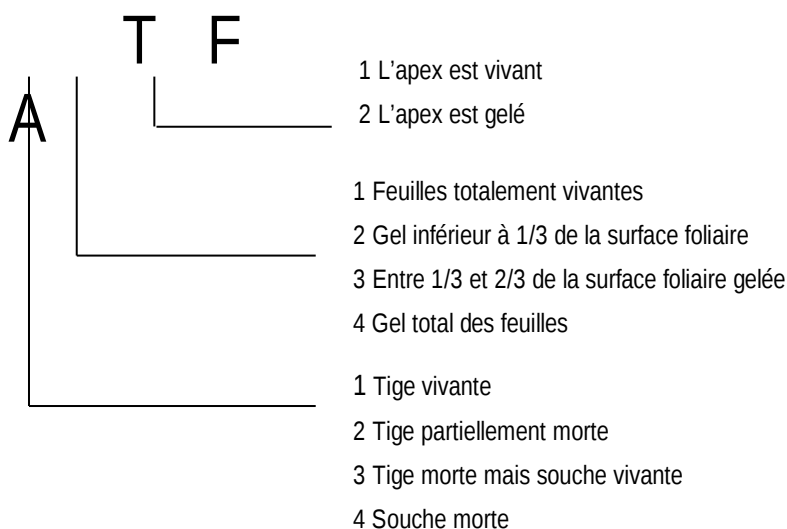 T F
A
1 L’apex est vivant
2 L’apex est gelé
1 Feuilles totalement vivantes
2 Gel inférieur à 1/3 de la surface foliaire
3 Entre 1/3 et 2/3 de la surface foliaire gelée
4 Gel total des feuilles
1 Tige vivante
2 Tige partiellement morte
3 Tige morte mais souche vivante
4 Souche morte